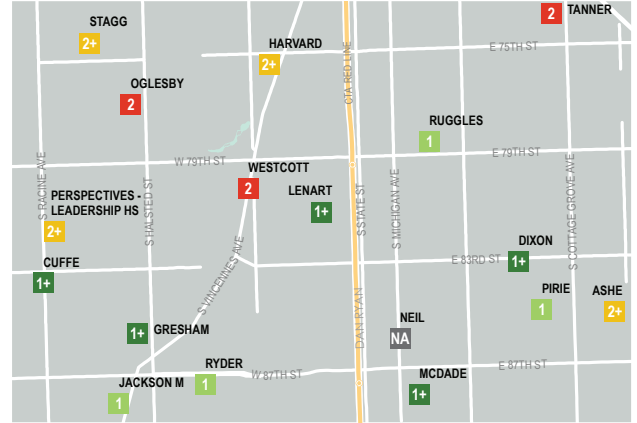 TANNER
2
STAGG
2+
HARVARD
2+
E 75TH ST
CTA RED LINE
OGLESBY
2
RUGGLES
1
W 79TH ST
E 79TH ST
S RACINE AVE
S HALSTED ST
WESTCOTT
2
LENART
1+
S STATE ST
S MICHIGAN AVE
S COTTAGE GROVE AVE
PERSPECTIVES -
LEADERSHIP HS
2+
DIXON
1+
E 83RD ST
CUFFE
1+
S VINCENNES AVE
PIRIE
1
ASHE
2+
DAN RYAN
NEIL
NA
1+
GRESHAM
RYDER
1
W 87TH ST
E 87TH ST
MCDADE
1+
JACKSON M
1